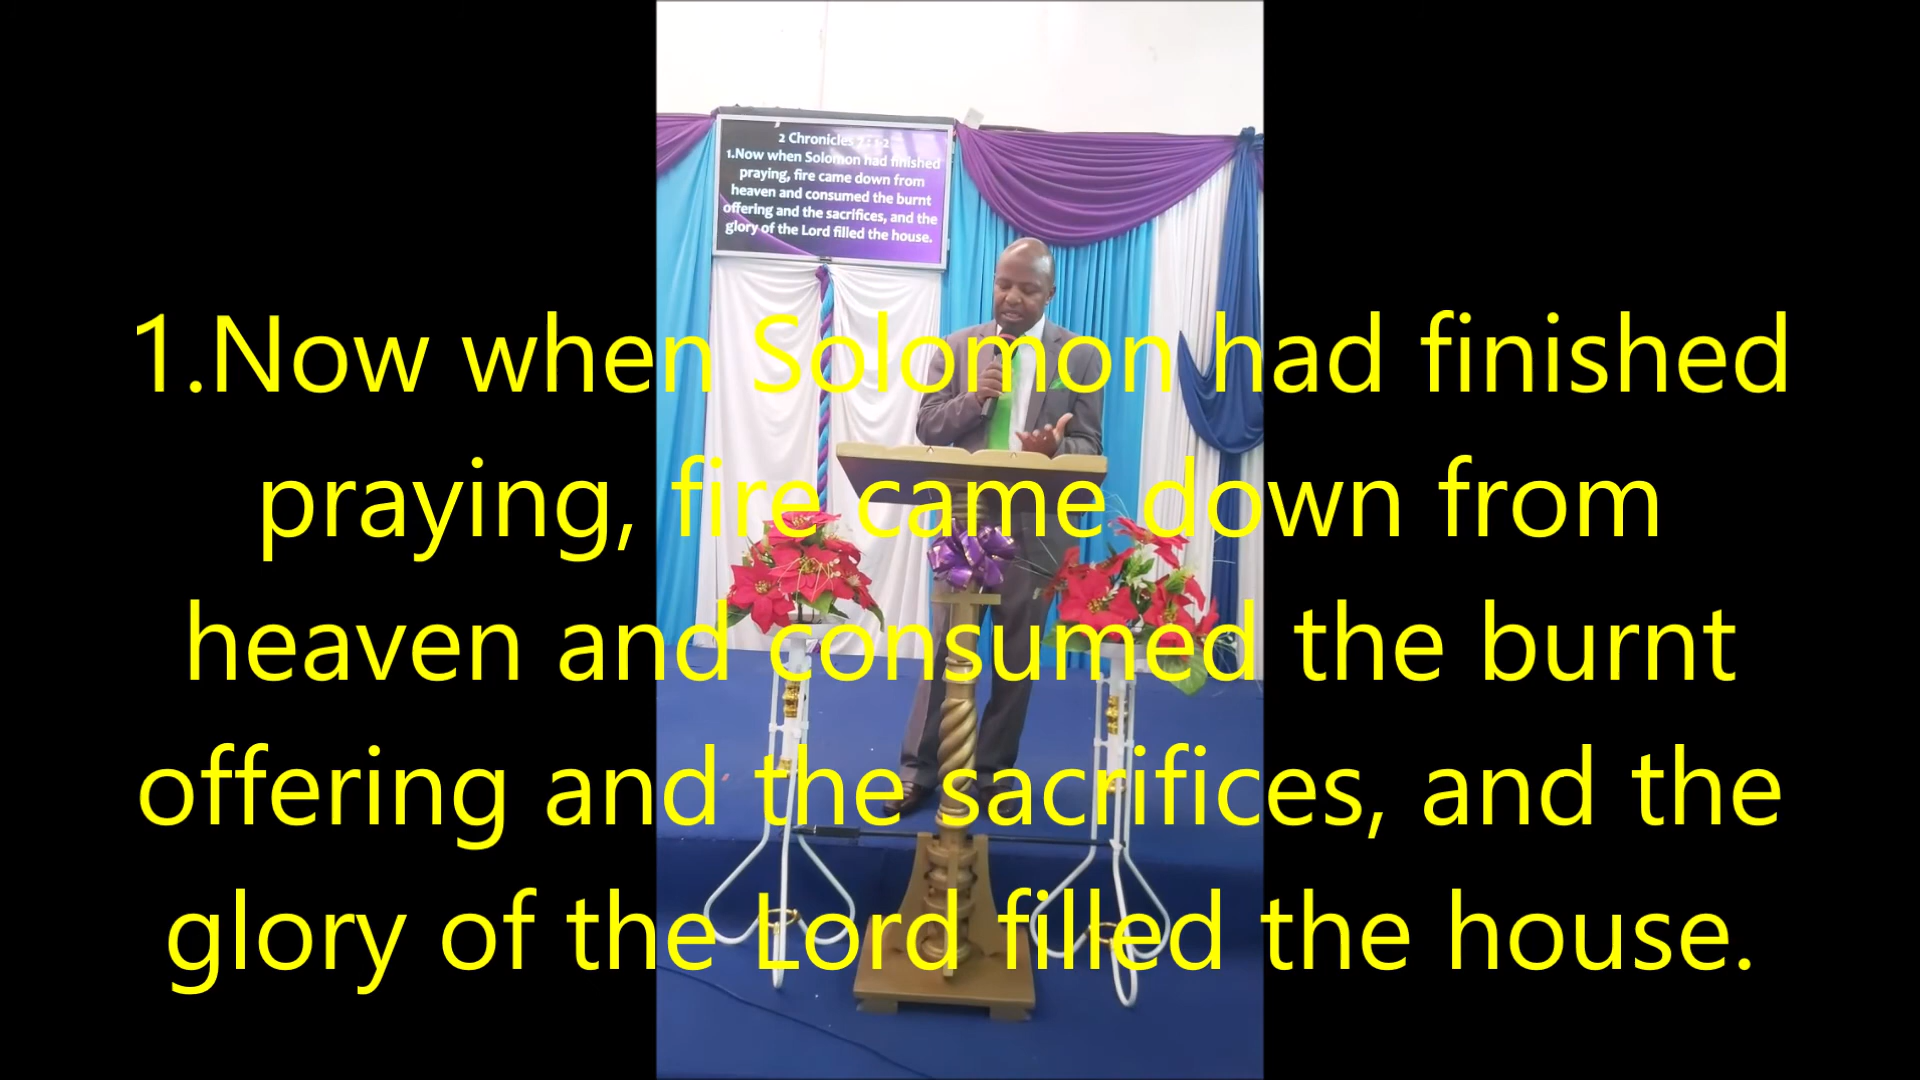 2 Chronicles 7 : 1-2
1.Now when Solomon had finished
praying, fire came down from
heaven and consumed the burnt
offering and the sacrifices, and the
glory of the Lord filled the house.
1.Now when Solomon had finished
praying, fire came down from
heaven and consumed the burnt
offering and the sacrifices, and the
glory of the Lord filled the house.